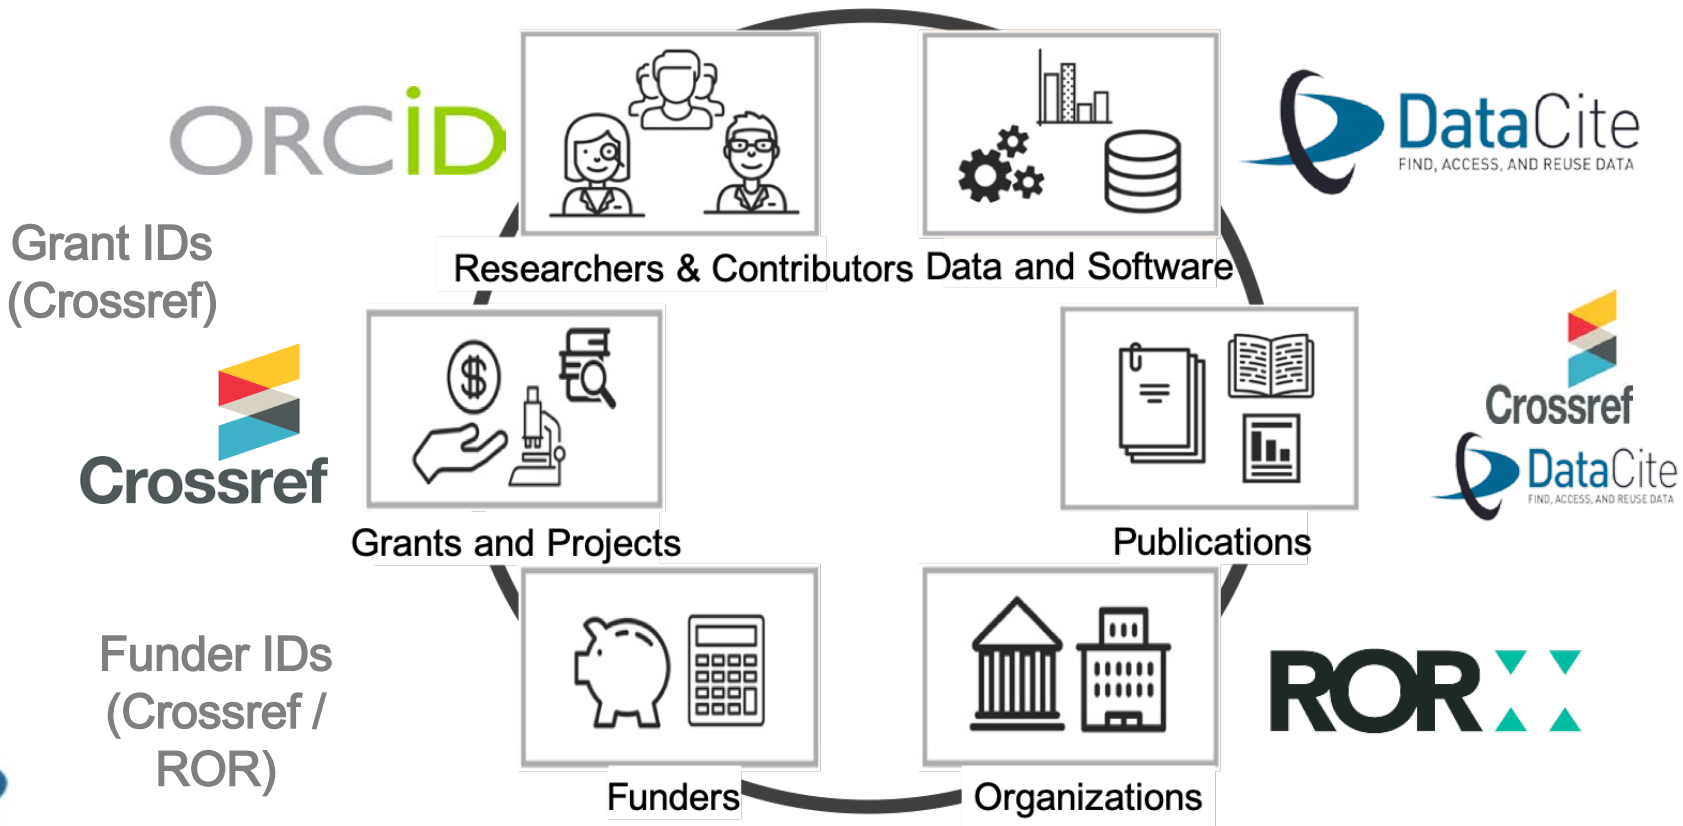 ORCiD
Researchers & Contributors
Data and Software
DataCite
FIND, ACCESS, AND REUSE DATA
Grant IDs
(Crossref)
Crossref
$
Grants and Projects
Publications
Crossref
DataCite
FIND, ACCESS, AND REUSE DATA
Funder IDs
(Crossref /
ROR)
Funders
Organizations
ROR